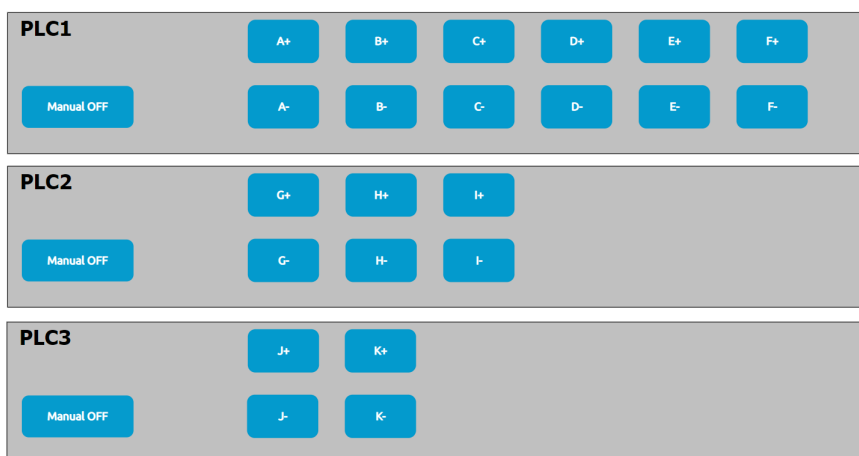 PLC1
A+ B+ C+ D+ E+ F+
Manual OFF A- B- C- D- E- F-
PLC2
G+ H+ I+
Manual OFF G- H- I-
PLC3
J+ K+
Manual OFF J- K-